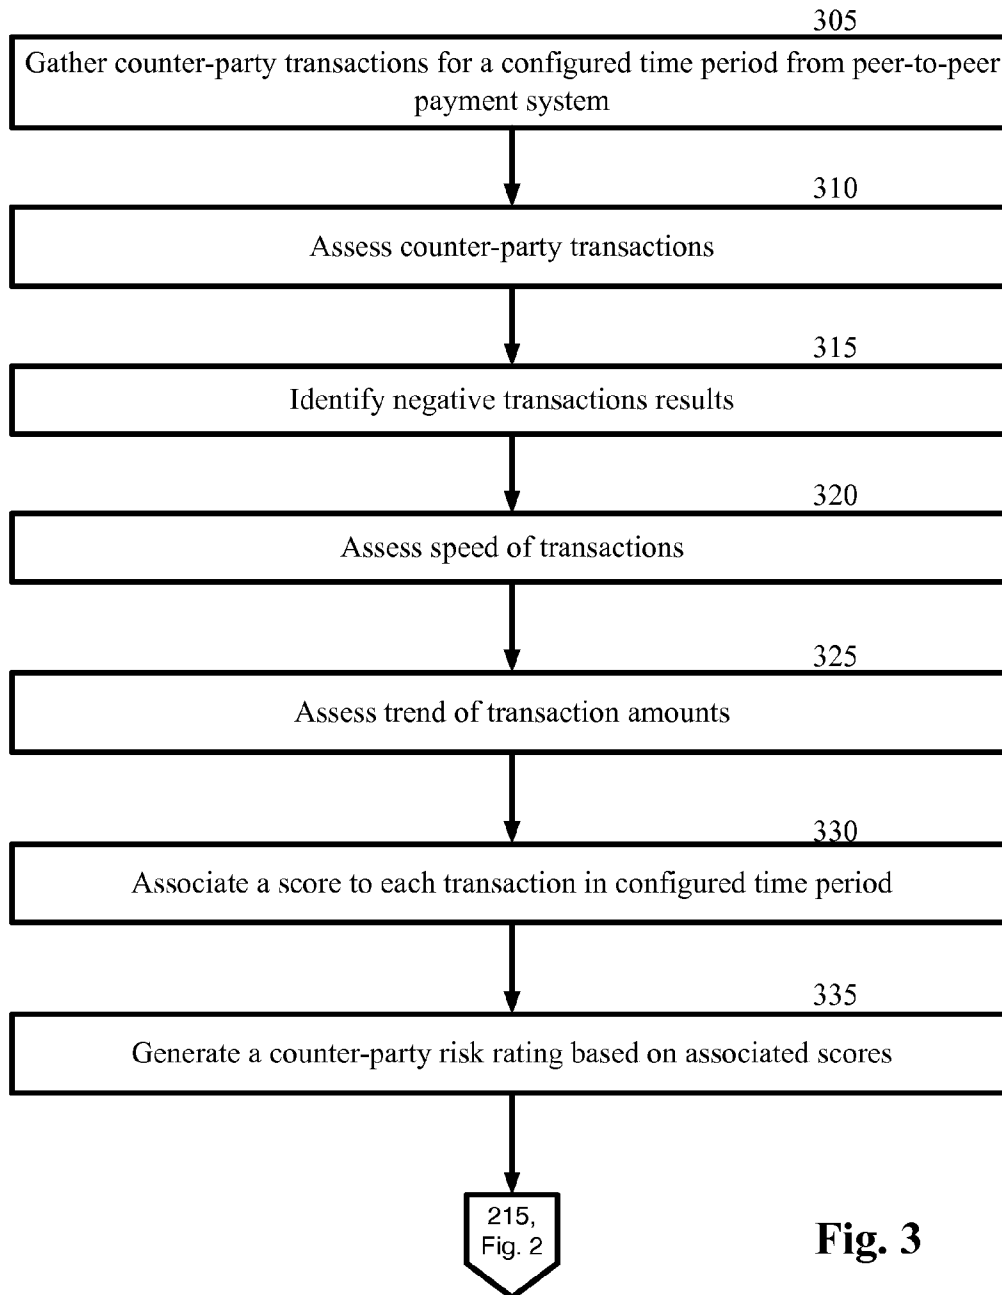 305
Gather counter-party transactions for a configured time period from peer-to-peer
payment system
310
Assess counter-party transactions
315
Identify negative transactions results
320
Assess speed of transactions
325
Assess trend of transaction amounts
330
Associate a score to each transaction in configured time period
335
Generate a counter-party risk rating based on associated scores
215,
Fig. 2
Fig. 3